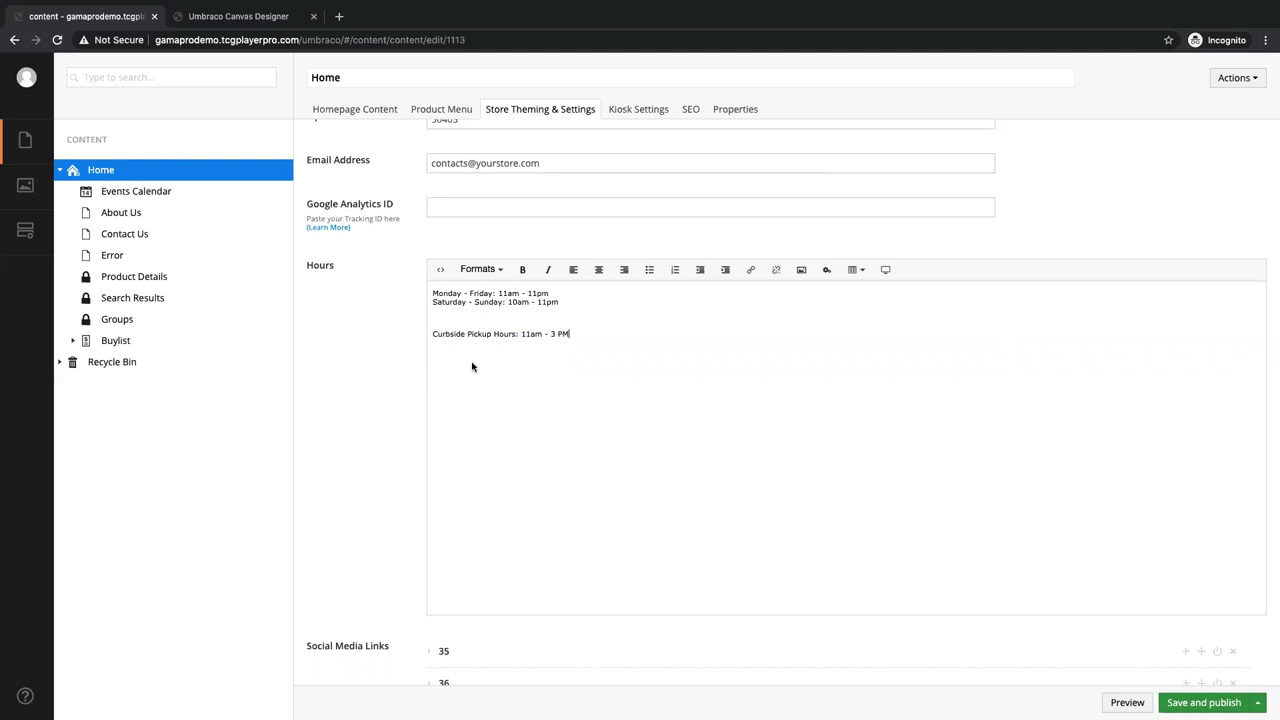 content - gamaprodemo.tcgpla
Umbraco Canvas Designer
Not Secure
gamaprodemo.tcgplayerpro.com/umbraco/#/content/content/edit/1113
Incognito
Type to search...
Home
Actions
Homepage Content
Product Menu
Store Theming & Settings
Kiosk Settings
SEO
Properties
CONTENT
Home
Events Calendar
About Us
Contact Us
Error
Product Details
Search Results
Groups
Buylist
Recycle Bin
Email Address
contacts@yourstore.com
Google Analytics ID
Paste your Tracking ID here
(Learn More)
Hours
Formats
Monday - Friday: 11am - 11pm
Saturday - Sunday: 10am - 11pm
Curbside Pickup Hours: 11am - 3 PM
Social Media Links
35
36
Preview
Save and publish